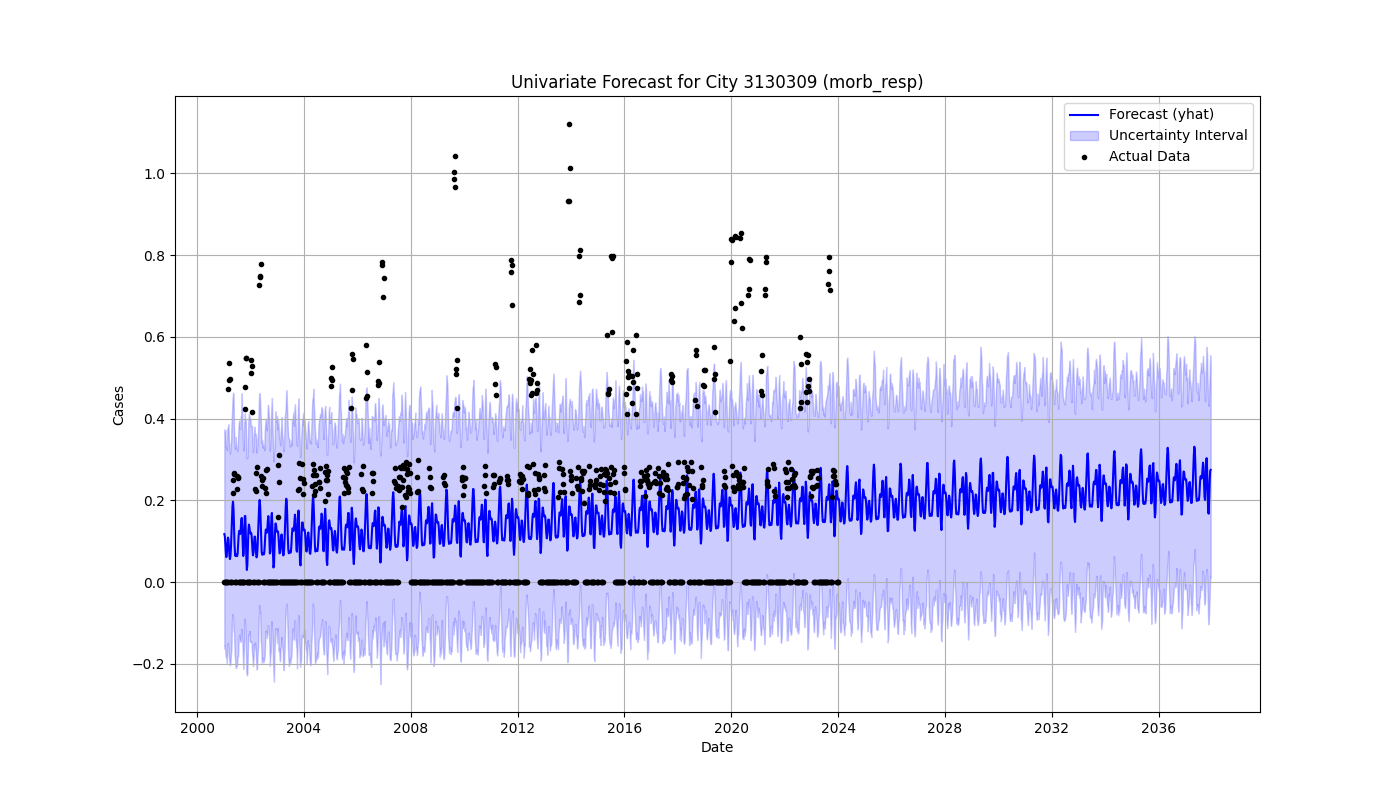 Univariate Forecast for City 3130309 (morb_resp)
Forecast (yhat)
Uncertainty Interval
Actual Data
Cases
1.0
0.8
0.6
0.4
0.2
0.0
−0.2
2000 2004 2008 2012 2016 2020 2024 2028 2032 2036
Date